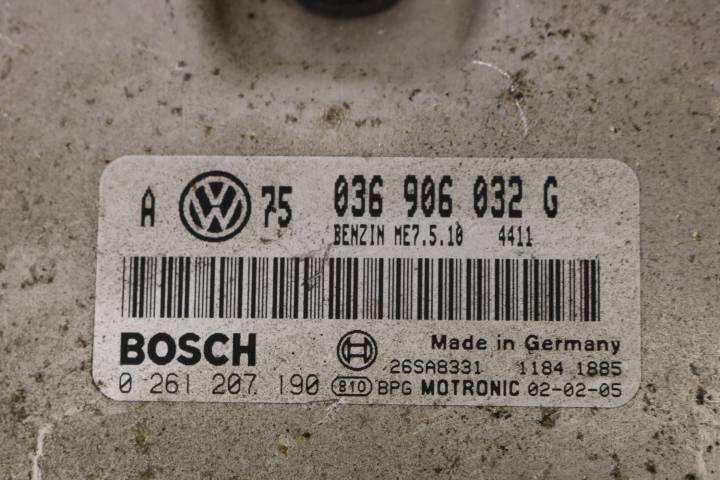 A VW 75 036 906 032 G
BENZIN ME7.5.10 4411
BOSCH Made in Germany
26SA8331 1184 1885
0 261 207 190 810 BPG MOTRONIC 02-02-05